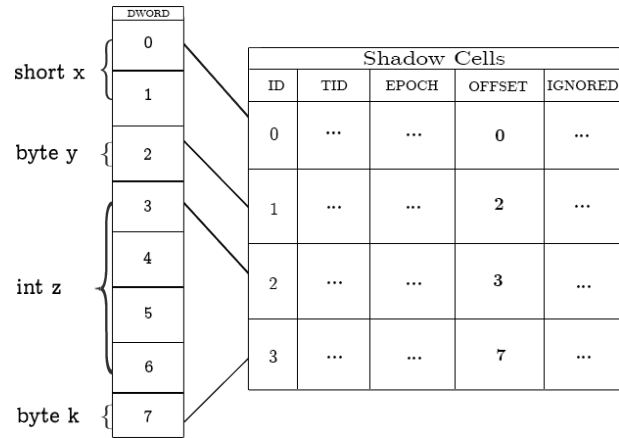 DWORD
0
short x
1
byte y
2
3
4
int z
5
6
byte k
7
Shadow Cells
ID TID EPOCH OFFSET IGNORED
0 ... ... 0 ...
1 ... ... 2 ...
2 ... ... 3 ...
3 ... ... 7 ...